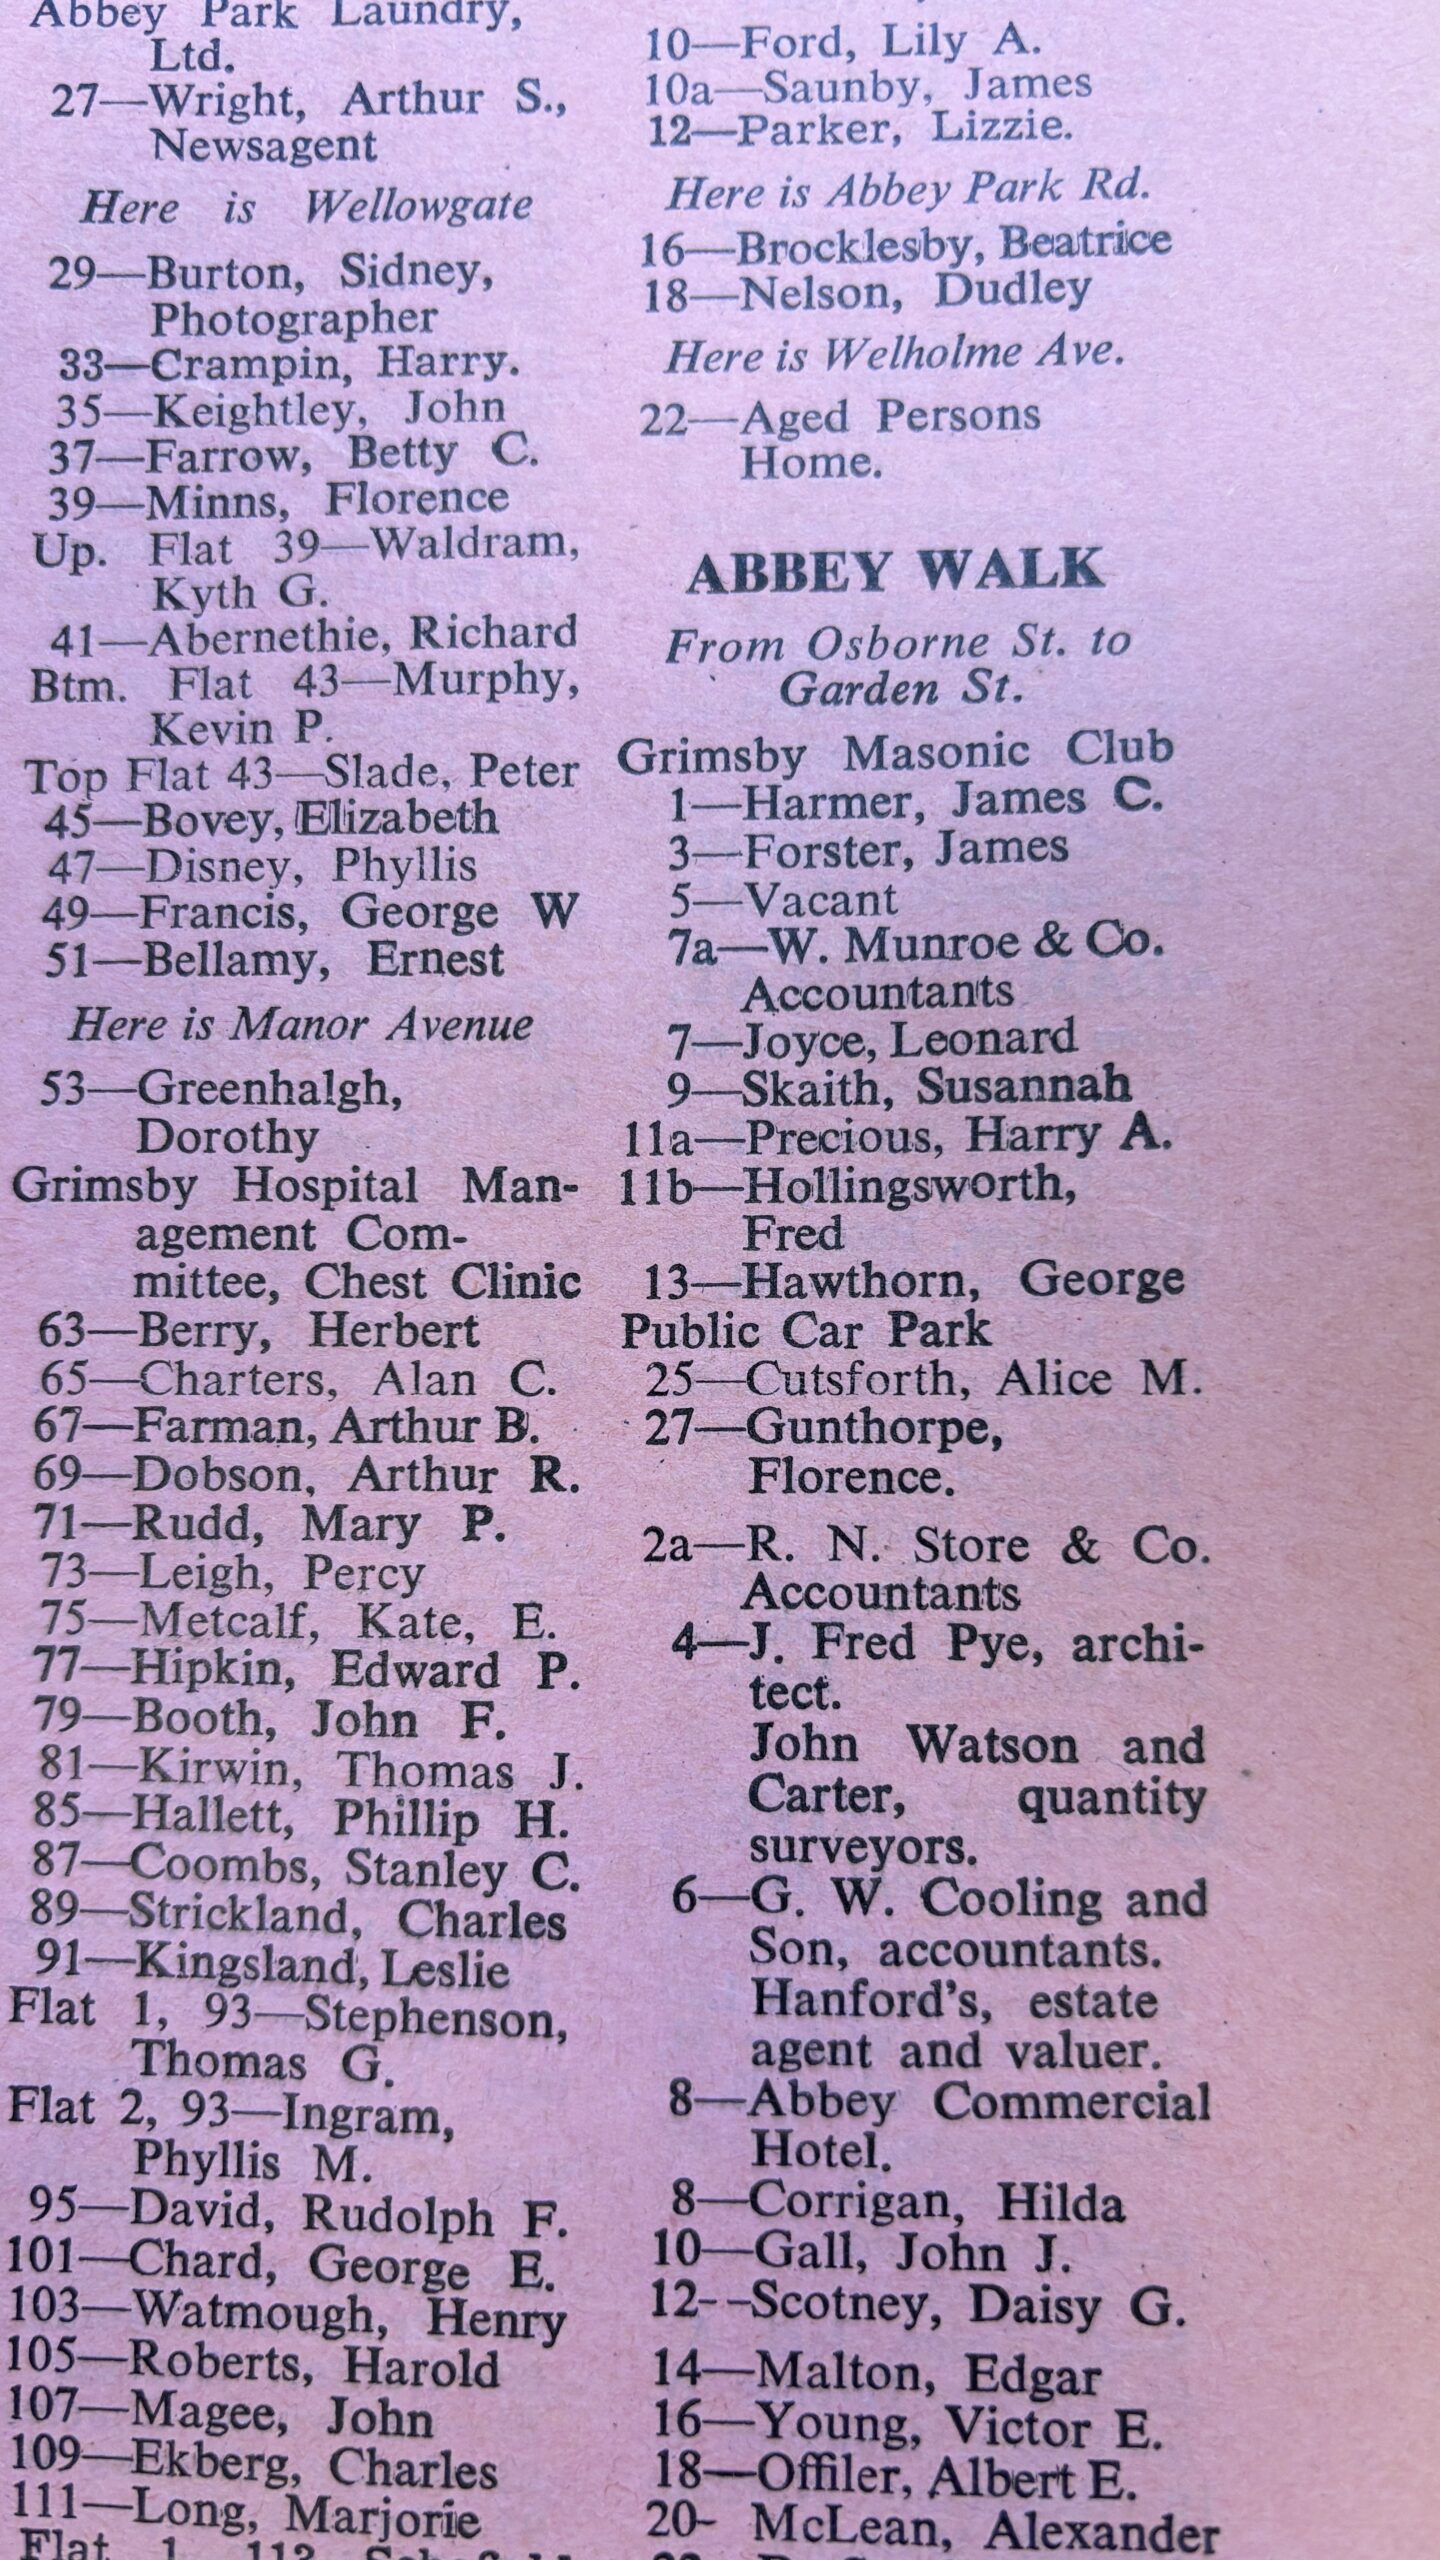 Abbey Park Laundry,
Ltd.
27—Wright, Arthur S.,
Newsagent
Here is Wellowgate
29—Burton, Sidney,
Photographer
33—Crampin, Harry.
35—Keightley, John
37—Farrow, Betty C.
39—Minns, Florence
Up. Flat 39—Waldram,
Kyth G.
41—Abernethie, Richard
Btm. Flat 43—Murphy,
Kevin P.
Top Flat 43—Slade, Peter
45—Bovey, Elizabeth
47—Disney, Phyllis
49—Francis, George W
51—Bellamy, Ernest
Here is Manor Avenue
53—Greenhalgh,
Dorothy
Grimsby Hospital Man-
agement Com-
mittee, Chest Clinic
63—Berry, Herbert
65—Charters, Alan C.
67—Farman, Arthur B.
69—Dobson, Arthur R.
71—Rudd, Mary P.
73—Leigh, Percy
75—Metcalf, Kate, E.
77—Hipkin, Edward P.
79—Booth, John F.
81—Kirwin, Thomas J.
85—Hallett, Phillip H.
87—Coombs, Stanley C.
89—Strickland, Charles
91—Kingsland, Leslie
Flat 1, 93—Stephenson,
Thomas G.
Flat 2, 93—Ingram,
Phyllis M.
95—David, Rudolph F.
101—Chard, George E.
103—Watmough, Henry
105—Roberts, Harold
107—Magee, John
109—Ekberg, Charles
111—Long, Marjorie
Flat 1, 113
10—Ford, Lily A.
10a—Saunby, James
12—Parker, Lizzie.
Here is Abbey Park Rd.
16—Brocklesby, Beatrice
18—Nelson, Dudley
Here is Welholme Ave.
22—Aged Persons
Home.
ABBEY WALK
From Osborne St. to
Garden St.
Grimsby Masonic Club
1—Harmer, James C.
3—Forster, James
5—Vacant
7a—W. Munroe & Co.
Accountants
7—Joyce, Leonard
9—Skaith, Susannah
11a—Precious, Harry A.
11b—Hollingsworth,
Fred
13—Hawthorn, George
Public Car Park
25—Cutsforth, Alice M.
27—Gunthorpe,
Florence.
2a—R. N. Store & Co.
Accountants
4—J. Fred Pye, archi-
tect.
John Watson and
Carter, quantity
surveyors.
6—G. W. Cooling and
Son, accountants.
Hanford's, estate
agent and valuer.
8—Abbey Commercial
Hotel.
8—Corrigan, Hilda
10—Gall, John J.
12--Scotney, Daisy G.
14—Malton, Edgar
16—Young, Victor E.
18—Offiler, Albert E.
20- McLean, Alexander